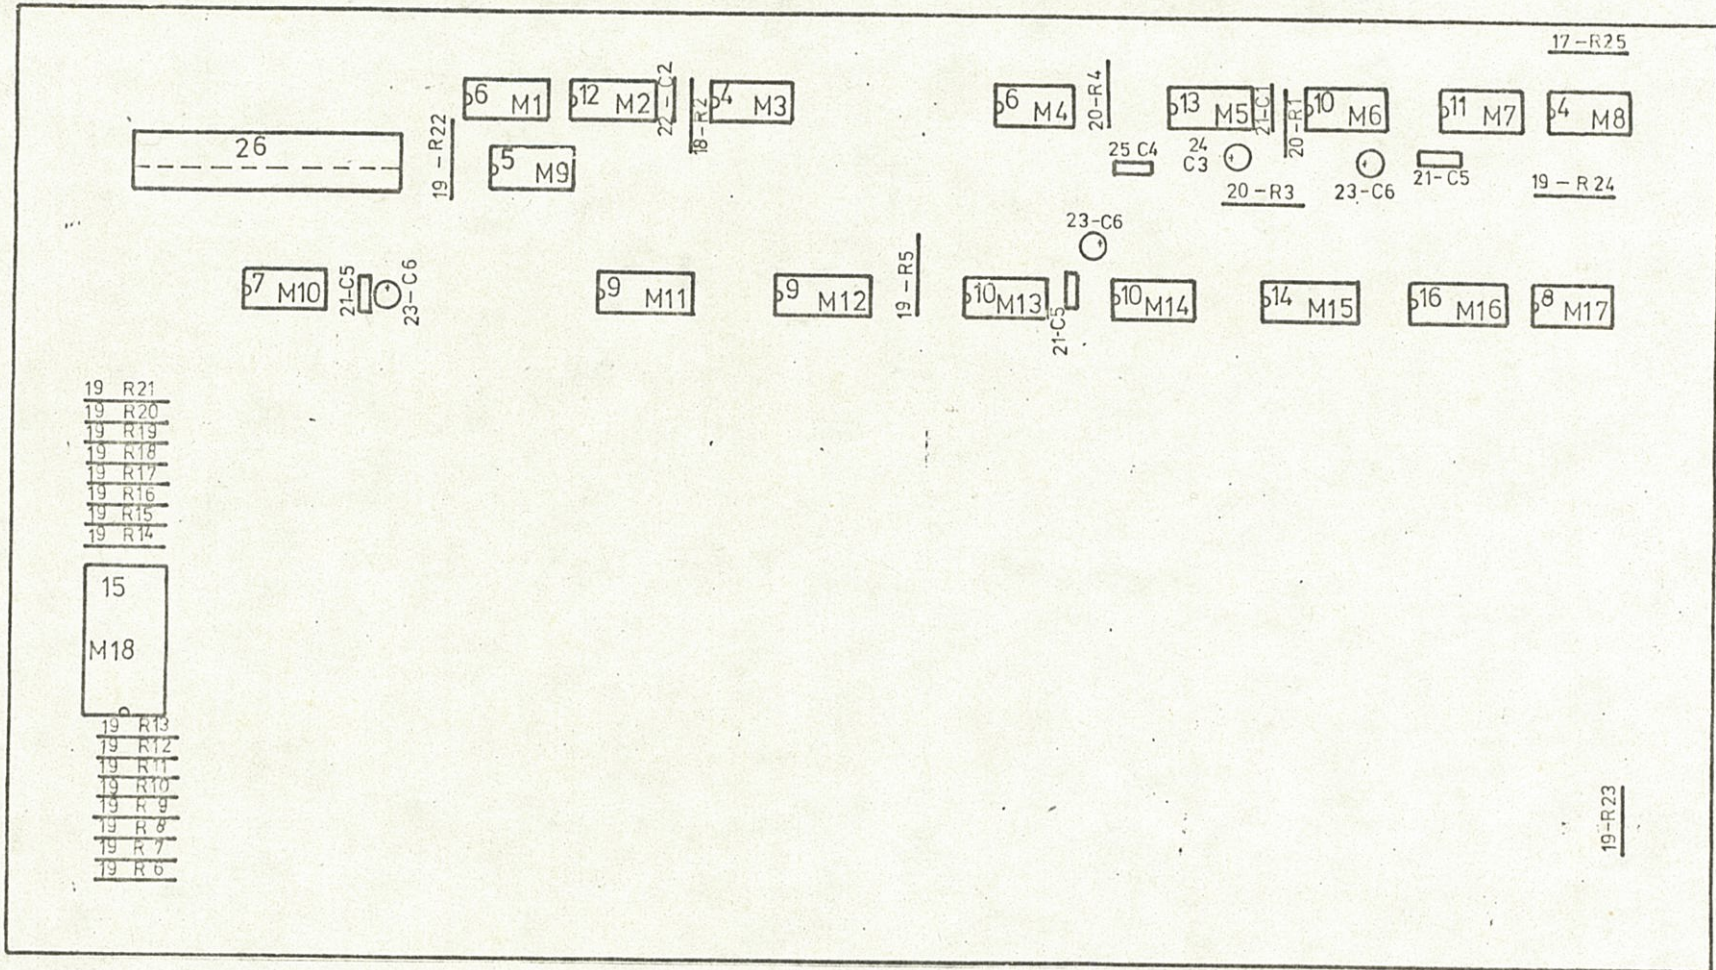 17-R25
6 M1
12 M2
22-C2
18-R2
4 M3
6 M4
20-R4
13 M5
21-C1
20-R1
10 M6
11 M7
4 M8
26
19-R22
5 M9
25 C4
24
C3
20-R3
23-C6
21-C5
19-R24
23-C6
7 M10
21-C5
23-C6
9 M11
9 M12
19-R5
10 M13
21-C5
10 M14
14 M15
16 M16
8 M17
19 R21
19 R20
19 R19
19 R18
19 R17
19 R16
19 R15
19 R14
15
M18
19 R13
19 R12
19 R11
19 R10
19 R9
19 R8
19 R7
19 R6
19-R23